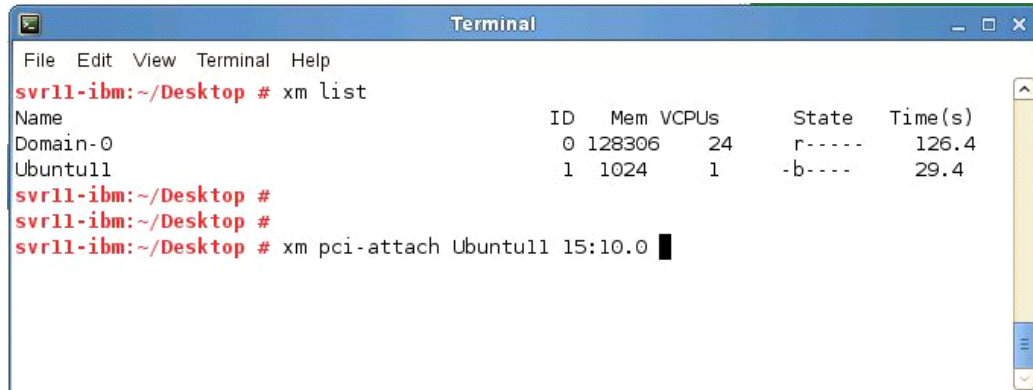 Terminal
File Edit View Terminal Help
svr11-ibm:~/Desktop # xm list
Name ID Mem VCPUs State Time(s)
Domain-0 0 128306 24 r----- 126.4
Ubuntu11 1 1024 1 -b---- 29.4
svr11-ibm:~/Desktop #
svr11-ibm:~/Desktop #
svr11-ibm:~/Desktop # xm pci-attach Ubuntu11 15:10.0